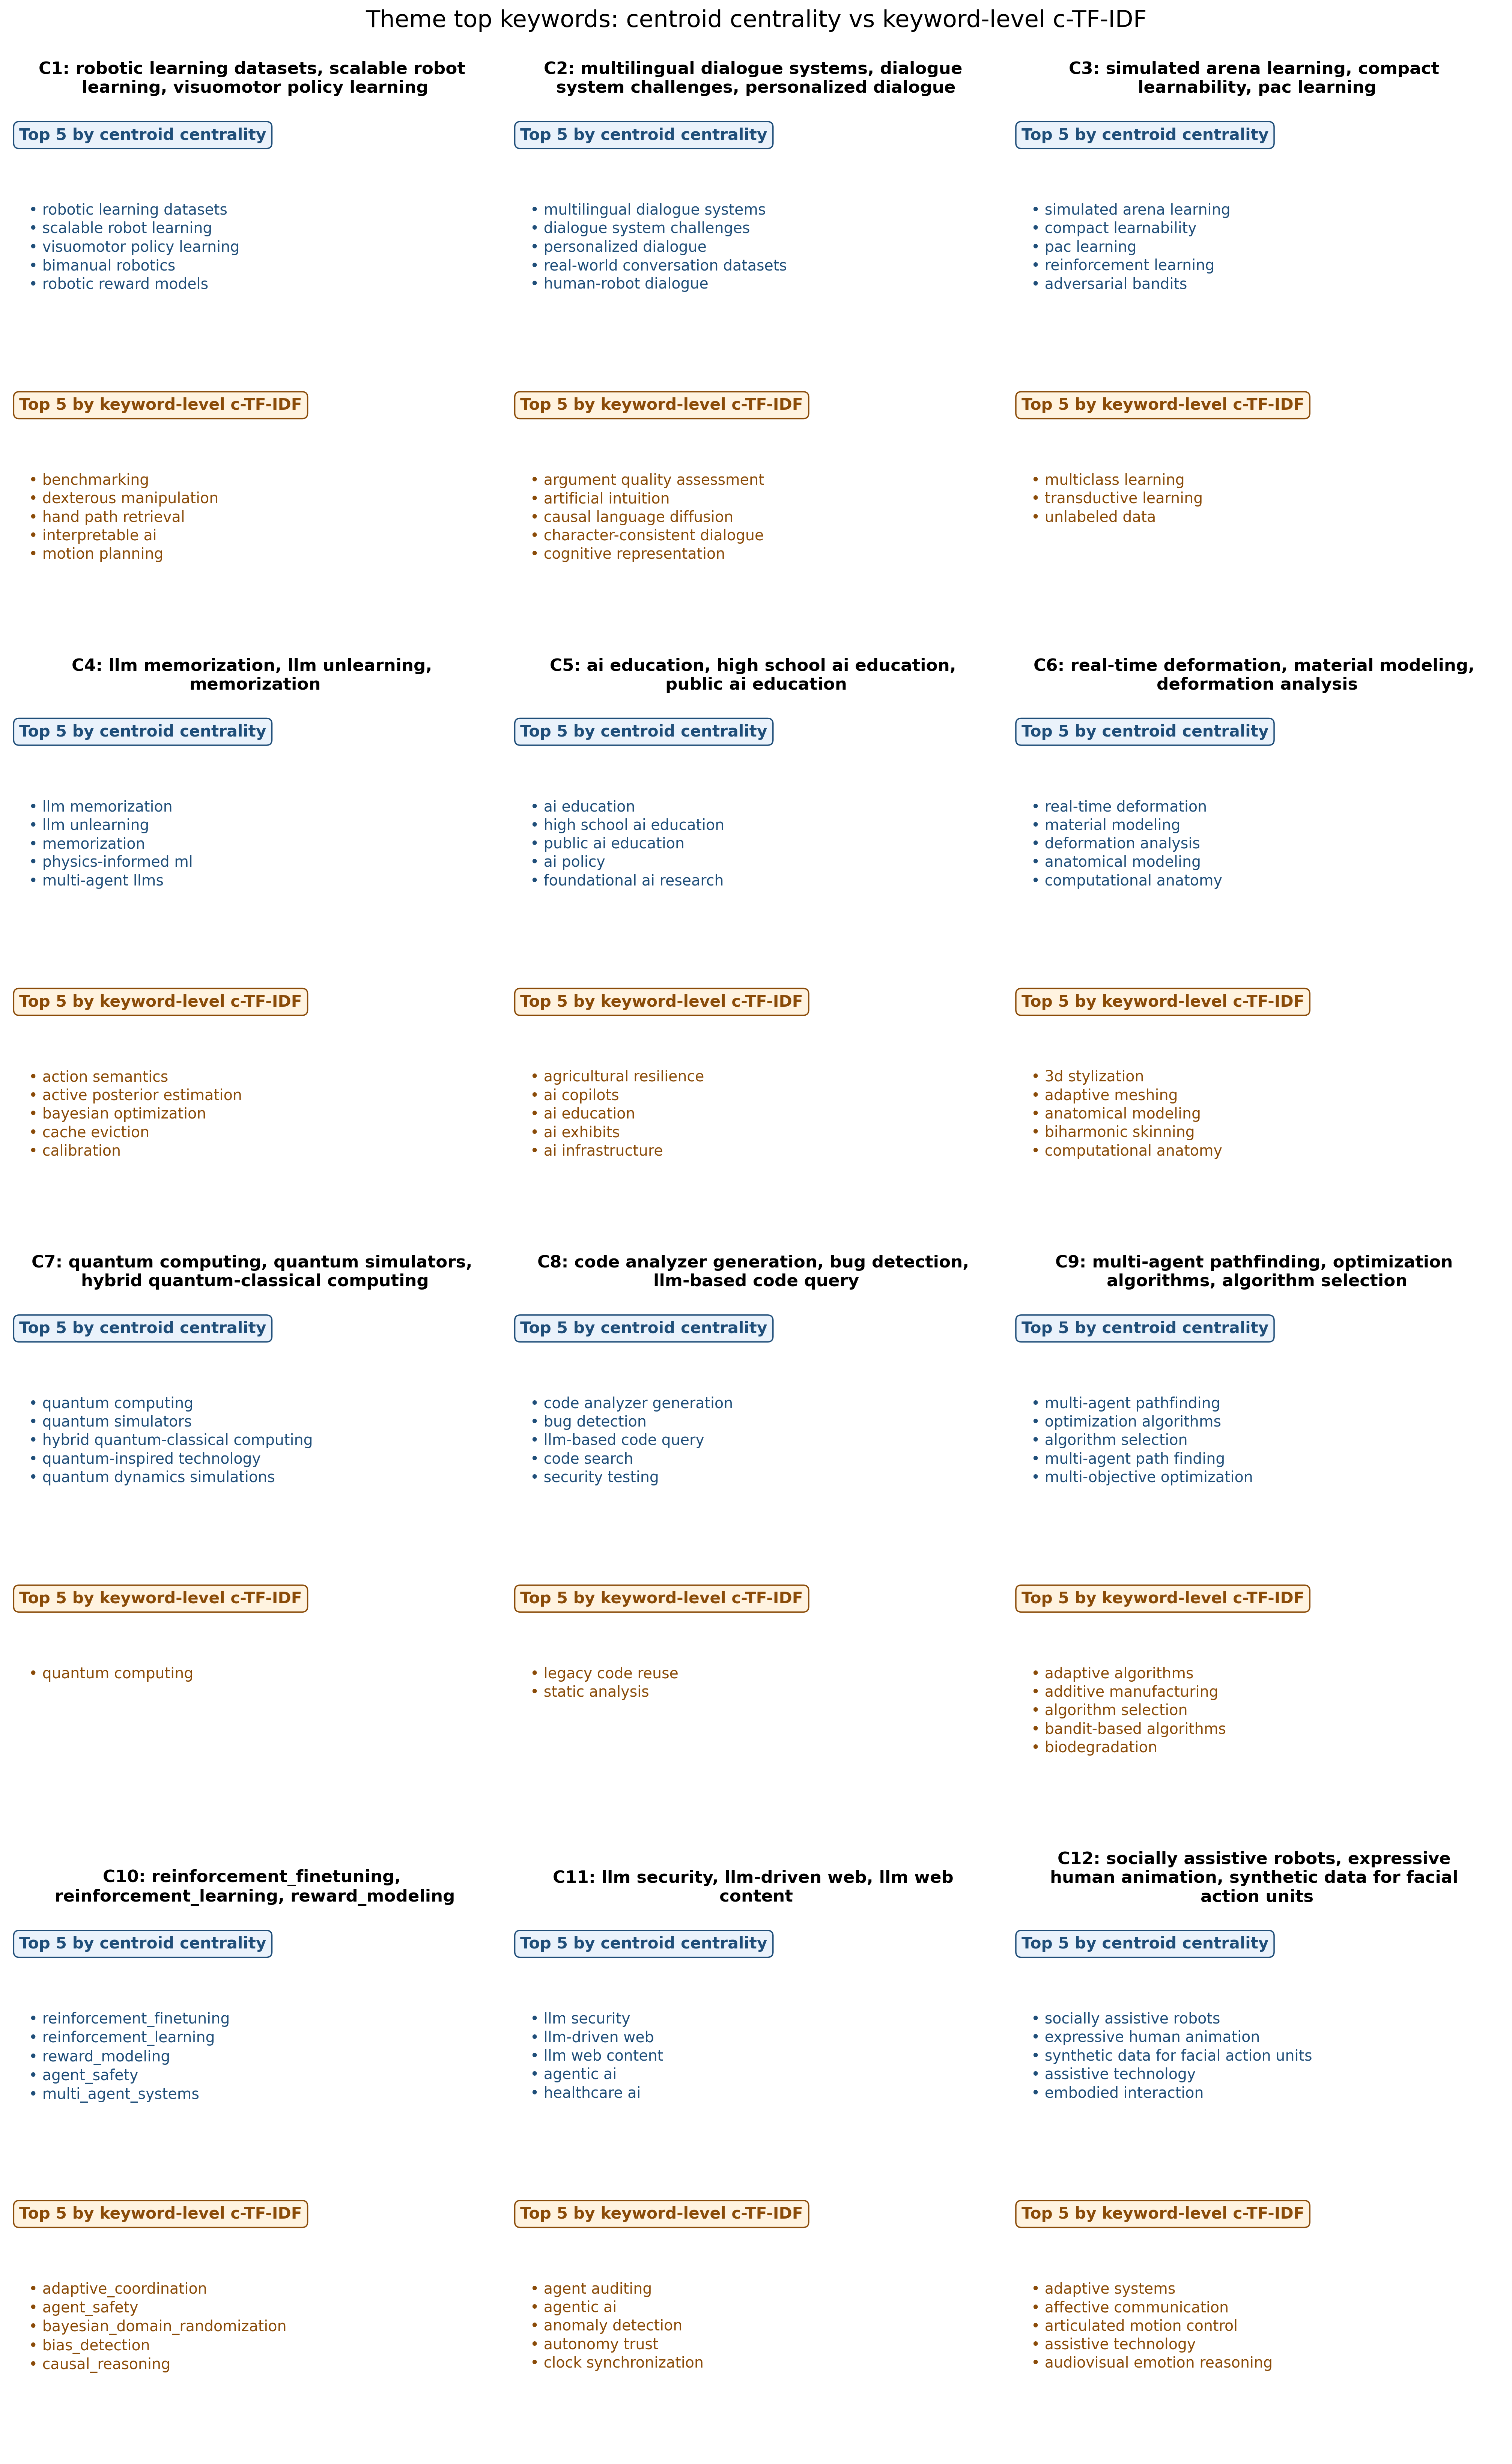 Theme top keywords: centroid centrality vs keyword-level c-TF-IDF
C1: robotic learning datasets, scalable robot
learning, visuomotor policy learning
Top 5 by centroid centrality
• robotic learning datasets
• scalable robot learning
• visuomotor policy learning
• bimanual robotics
• robotic reward models
Top 5 by keyword-level c-TF-IDF
• benchmarking
• dexterous manipulation
• hand path retrieval
• interpretable ai
• motion planning
C2: multilingual dialogue systems, dialogue
system challenges, personalized dialogue
Top 5 by centroid centrality
• multilingual dialogue systems
• dialogue system challenges
• personalized dialogue
• real-world conversation datasets
• human-robot dialogue
Top 5 by keyword-level c-TF-IDF
• argument quality assessment
• artificial intuition
• causal language diffusion
• character-consistent dialogue
• cognitive representation
C3: simulated arena learning, compact
learnability, pac learning
Top 5 by centroid centrality
• simulated arena learning
• compact learnability
• pac learning
• reinforcement learning
• adversarial bandits
Top 5 by keyword-level c-TF-IDF
• multiclass learning
• transductive learning
• unlabeled data
C4: llm memorization, llm unlearning,
memorization
Top 5 by centroid centrality
• llm memorization
• llm unlearning
• memorization
• physics-informed ml
• multi-agent llms
Top 5 by keyword-level c-TF-IDF
• action semantics
• active posterior estimation
• bayesian optimization
• cache eviction
• calibration
C5: ai education, high school ai education,
public ai education
Top 5 by centroid centrality
• ai education
• high school ai education
• public ai education
• ai policy
• foundational ai research
Top 5 by keyword-level c-TF-IDF
• agricultural resilience
• ai copilots
• ai education
• ai exhibits
• ai infrastructure
C6: real-time deformation, material modeling,
deformation analysis
Top 5 by centroid centrality
• real-time deformation
• material modeling
• deformation analysis
• anatomical modeling
• computational anatomy
Top 5 by keyword-level c-TF-IDF
• 3d stylization
• adaptive meshing
• anatomical modeling
• biharmonic skinning
• computational anatomy
C7: quantum computing, quantum simulators,
hybrid quantum-classical computing
Top 5 by centroid centrality
• quantum computing
• quantum simulators
• hybrid quantum-classical computing
• quantum-inspired technology
• quantum dynamics simulations
Top 5 by keyword-level c-TF-IDF
• quantum computing
C8: code analyzer generation, bug detection,
llm-based code query
Top 5 by centroid centrality
• code analyzer generation
• bug detection
• llm-based code query
• code search
• security testing
Top 5 by keyword-level c-TF-IDF
• legacy code reuse
• static analysis
C9: multi-agent pathfinding, optimization
algorithms, algorithm selection
Top 5 by centroid centrality
• multi-agent pathfinding
• optimization algorithms
• algorithm selection
• multi-agent path finding
• multi-objective optimization
Top 5 by keyword-level c-TF-IDF
• adaptive algorithms
• additive manufacturing
• algorithm selection
• bandit-based algorithms
• biodegradation
C10: reinforcement_finetuning,
reinforcement_learning, reward_modeling
Top 5 by centroid centrality
• reinforcement_finetuning
• reinforcement_learning
• reward_modeling
• agent_safety
• multi_agent_systems
Top 5 by keyword-level c-TF-IDF
• adaptive_coordination
• agent_safety
• bayesian_domain_randomization
• bias_detection
• causal_reasoning
C11: llm security, llm-driven web, llm web
content
Top 5 by centroid centrality
• llm security
• llm-driven web
• llm web content
• agentic ai
• healthcare ai
Top 5 by keyword-level c-TF-IDF
• agent auditing
• agentic ai
• anomaly detection
• autonomy trust
• clock synchronization
C12: socially assistive robots, expressive
human animation, synthetic data for facial
action units
Top 5 by centroid centrality
• socially assistive robots
• expressive human animation
• synthetic data for facial action units
• assistive technology
• embodied interaction
Top 5 by keyword-level c-TF-IDF
• adaptive systems
• affective communication
• articulated motion control
• assistive technology
• audiovisual emotion reasoning